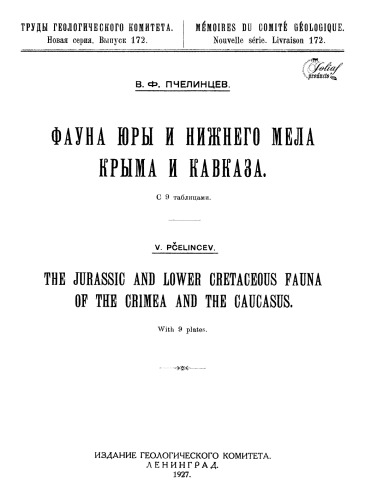 ТРУДЫ ГЕОЛОГИЧЕСКОГО КОМИТЕТА.
Новая серия. Выпуск 172.
MÉMOIRES DU COMITÉ GÉOLOGIQUE.
Nouvelle série. Livraison 172.
Joliaf
products
В. Ф. ПЧЕЛИНЦЕВ.
ФАУНА ЮРЫ И НИЖНЕГО МЕЛА
КРЫМА И КАВКАЗА.
С 9 таблицами.
V. PČELINCEV.
THE JURASSIC AND LOWER CRETACEOUS FAUNA
OF THE CRIMEA AND THE CAUCASUS.
With 9 plates.
ИЗДАНИЕ ГЕОЛОГИЧЕСКОГО КОМИТЕТА.
ЛЕНИНГРАД.
1927.